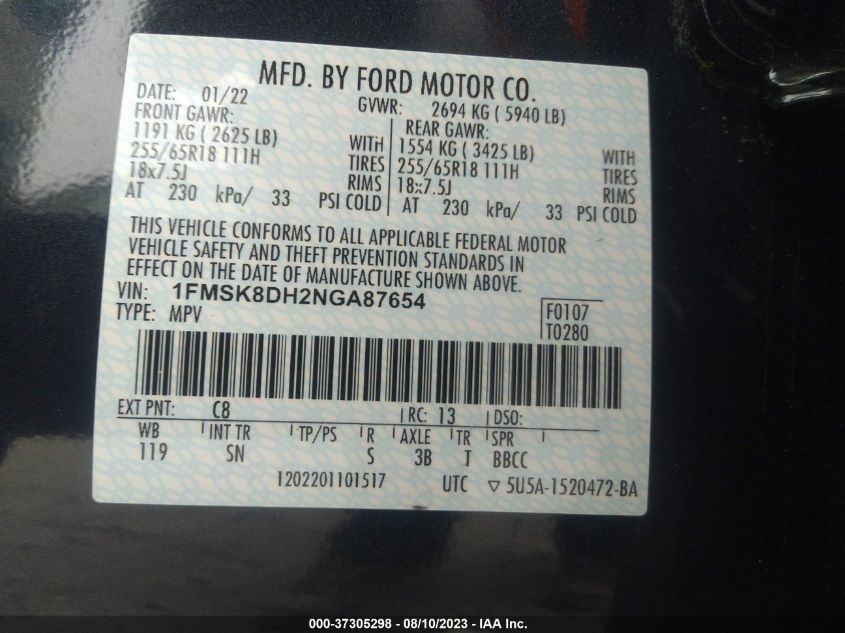 MFD. BY FORD MOTOR CO.
DATE: 01/22 GVWR: 2694 KG ( 5940 LB)
FRONT GAWR: REAR GAWR:
1191 KG ( 2625 LB) WITH 1554 KG ( 3425 LB) WITH
255/65R18 111H TIRES 255/65R18 111H TIRES
18x7.5J RIMS 18x7.5J RIMS
AT 230 kPa/ 33 PSI COLD AT 230 kPa/ 33 PSI COLD
THIS VEHICLE CONFORMS TO ALL APPLICABLE FEDERAL MOTOR
VEHICLE SAFETY AND THEFT PREVENTION STANDARDS IN
EFFECT ON THE DATE OF MANUFACTURE SHOWN ABOVE.
VIN: 1FMSK8DH2NGA87654 F0107
TYPE: MPV T0280
EXT PNT: C8 RC: 13 DSO:
WB INT TR TP/PS R AXLE TR SPR
119 SN S 3B T BBCC
1202201101517 UTC ▽ 5U5A-1520472-BA
000-37305298 - 08/10/2023 - IAA Inc.